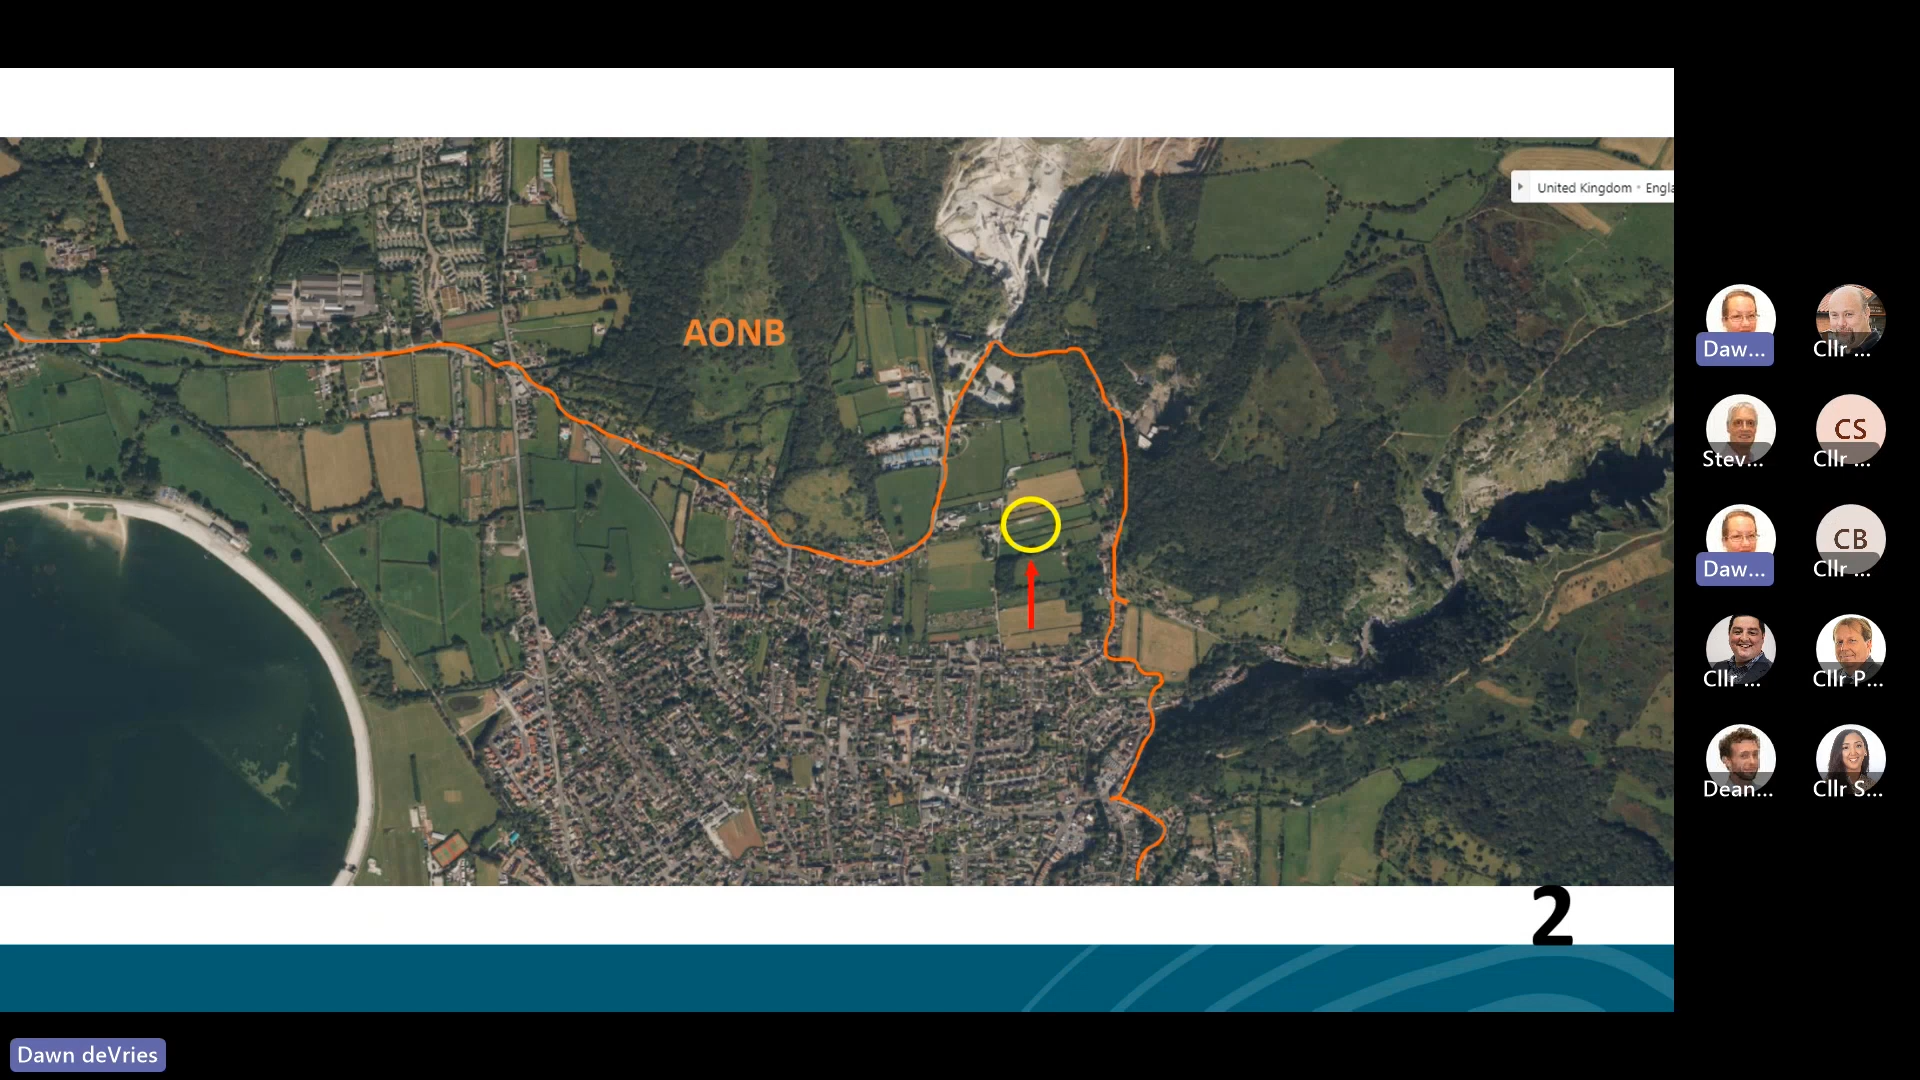 United Kingdom • Engla
AONB
2
Daw...
Cllr ...
Stev...
CS
Cllr ...
Daw...
CB
Cllr ...
Cllr ...
Cllr P...
Dean...
Cllr S...
Dawn deVries